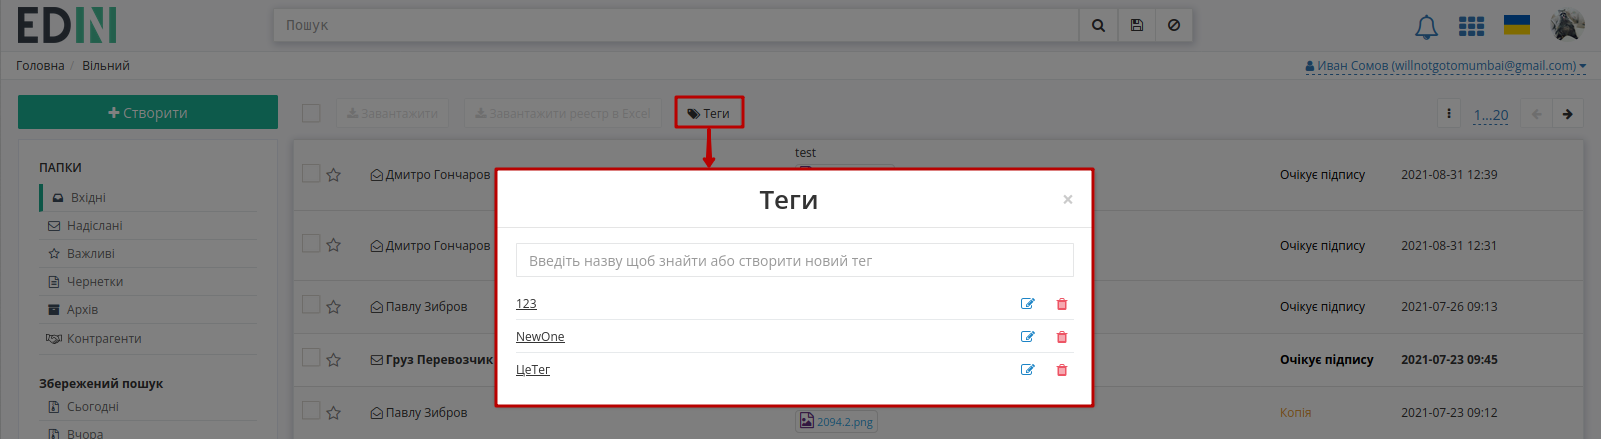 EDIN
Пошук
Головна / Вільний
Иван Сомов (willnotgotomumbai@gmail.com)
Створити
Завантажити
Завантажити реєстр в Excel
Теги
1...20
ПАПКИ
Вхідні
Надіслані
Важливі
Чернетки
Архів
Контрагенти
Збережений пошук
Сьогодні
Вчора
test
Дмитро Гончаров Очікує підпису 2021-08-31 12:39
Дмитро Гончаров Очікує підпису 2021-08-31 12:31
Павлу Зибров Очікує підпису 2021-07-26 09:13
Груз Перевозчик Очікує підпису 2021-07-23 09:45
Павлу Зибров Копія 2021-07-23 09:12
2094.2.png
Теги ×
Введіть назву щоб знайти або створити новий тег
123
NewOne
ЦеТег